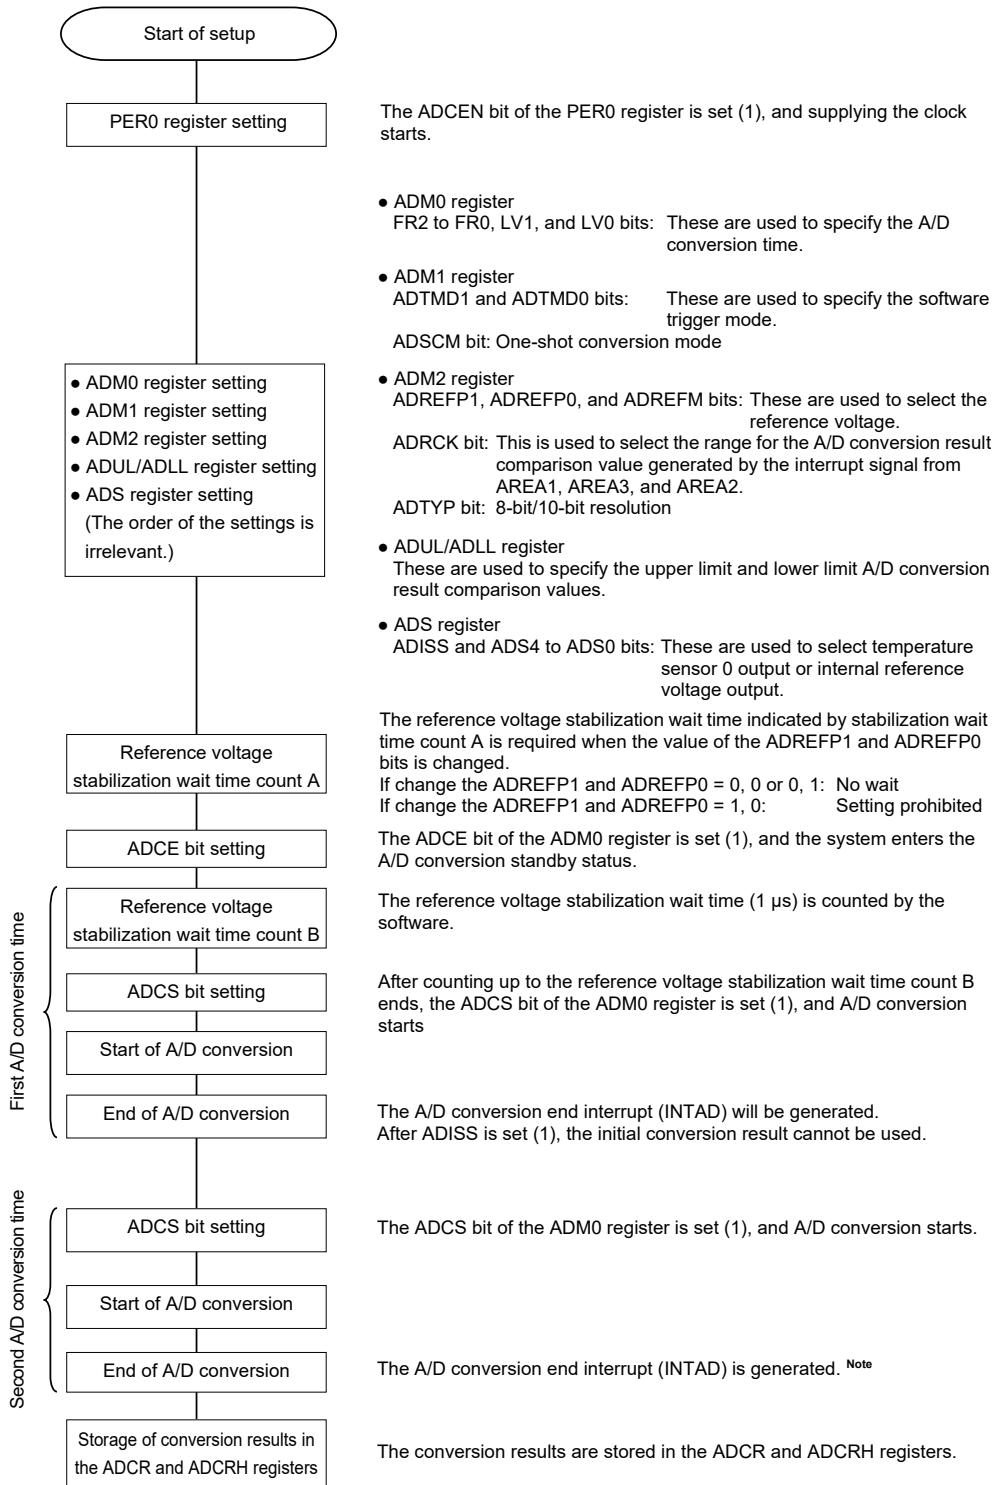 Start of setup
PER0 register setting
The ADCEN bit of the PER0 register is set (1), and supplying the clock
starts.
● ADM0 register
FR2 to FR0, LV1, and LV0 bits: These are used to specify the A/D
conversion time.
● ADM1 register
ADTMD1 and ADTMD0 bits: These are used to specify the software
trigger mode.
ADSCM bit: One-shot conversion mode
● ADM0 register setting
● ADM1 register setting
● ADM2 register setting
● ADUL/ADLL register setting
● ADS register setting
(The order of the settings is
irrelevant.)
● ADM2 register
ADREFP1, ADREFP0, and ADREFM bits: These are used to select the
reference voltage.
ADRCK bit: This is used to select the range for the A/D conversion result
comparison value generated by the interrupt signal from
AREA1, AREA3, and AREA2.
ADTYP bit: 8-bit/10-bit resolution
● ADUL/ADLL register
These are used to specify the upper limit and lower limit A/D conversion
result comparison values.
● ADS register
ADISS and ADS4 to ADS0 bits: These are used to select temperature
sensor 0 output or internal reference
voltage output.
Reference voltage
stabilization wait time count A
The reference voltage stabilization wait time indicated by stabilization wait
time count A is required when the value of the ADREFP1 and ADREFP0
bits is changed.
If change the ADREFP1 and ADREFP0 = 0, 0 or 0, 1: No wait
If change the ADREFP1 and ADREFP0 = 1, 0: Setting prohibited
ADCE bit setting
The ADCE bit of the ADM0 register is set (1), and the system enters the
A/D conversion standby status.
First A/D conversion time
Reference voltage
stabilization wait time count B
The reference voltage stabilization wait time (1 µs) is counted by the
software.
ADCS bit setting
After counting up to the reference voltage stabilization wait time count B
ends, the ADCS bit of the ADM0 register is set (1), and A/D conversion
starts
Start of A/D conversion
End of A/D conversion
The A/D conversion end interrupt (INTAD) will be generated.
After ADISS is set (1), the initial conversion result cannot be used.
Second A/D conversion time
ADCS bit setting
The ADCS bit of the ADM0 register is set (1), and A/D conversion starts.
Start of A/D conversion
End of A/D conversion
The A/D conversion end interrupt (INTAD) is generated. Note
Storage of conversion results in
the ADCR and ADCRH registers
The conversion results are stored in the ADCR and ADCRH registers.